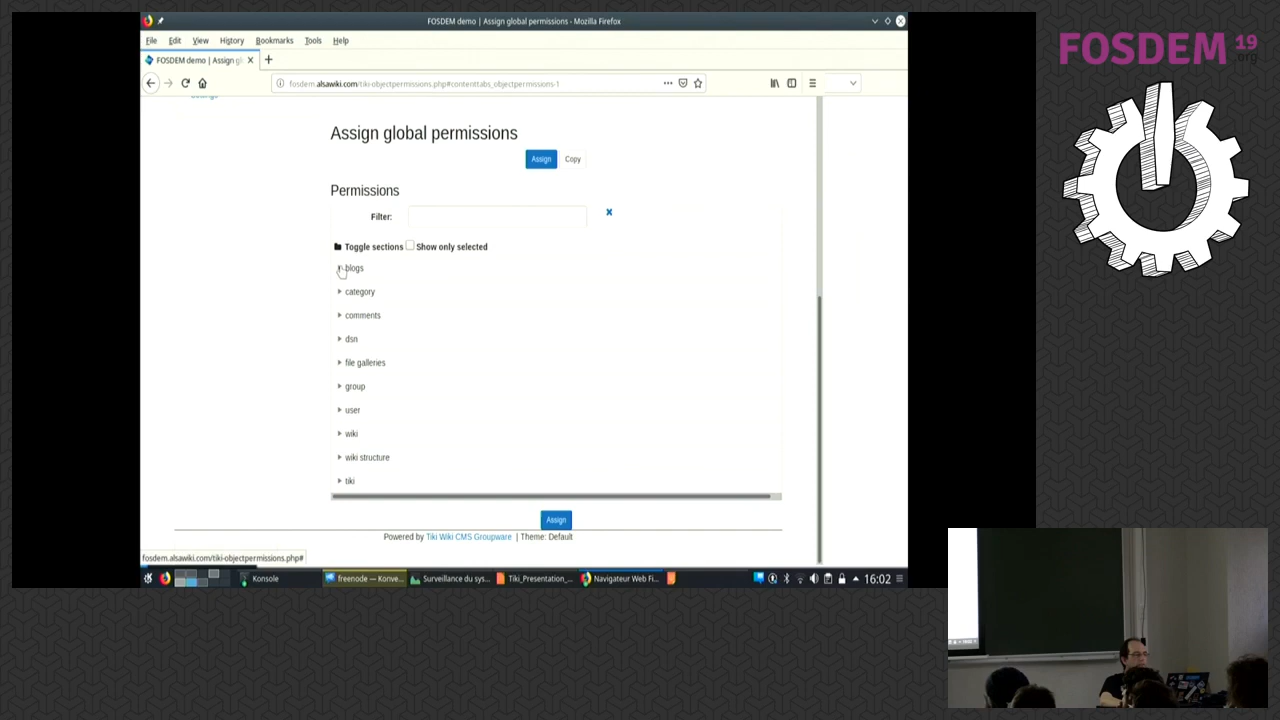 FOSDEM demo | Assign global permissions - Mozilla Firefox
File Edit View History Bookmarks Tools Help
FOSDEM demo | Assign gl
fosdem.alsawiki.com/tiki-objectpermissions.php#contenttabs_objectpermissions-1
Assign global permissions
Assign Copy
Permissions
Filter:
Toggle sections Show only selected
blogs
category
comments
dsn
file galleries
group
user
wiki
wiki structure
tiki
Assign
Powered by Tiki Wiki CMS Groupware | Theme: Default
fosdem.alsawiki.com/tiki-objectpermissions.php#
Konsole
freenode — Konve...
Surveillance du sys...
Tiki_Presentation_...
Navigateur Web Fi...
16:02
FOSDEM 19
.org